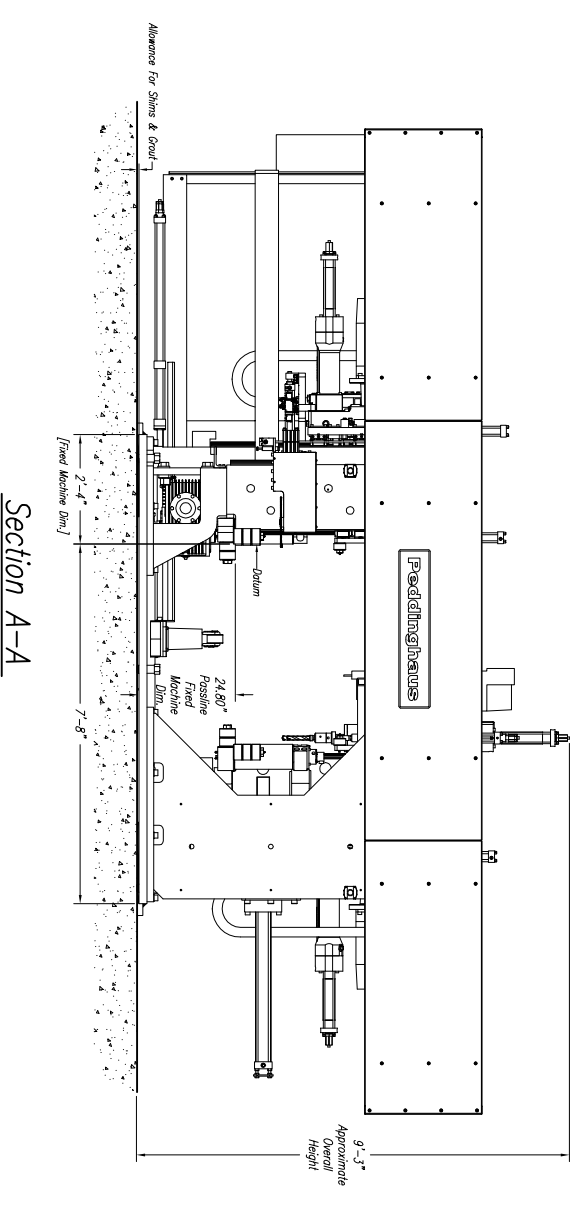 Allowance For Shims & Grout
Peddinghaus
Datum
24.80"
Passline
Fixed
Machine
Dim.
2'-4"
[Fixed Machine Dim.]
7'-8"
9'-3"
Approximate
Overall
Height
Section A-A